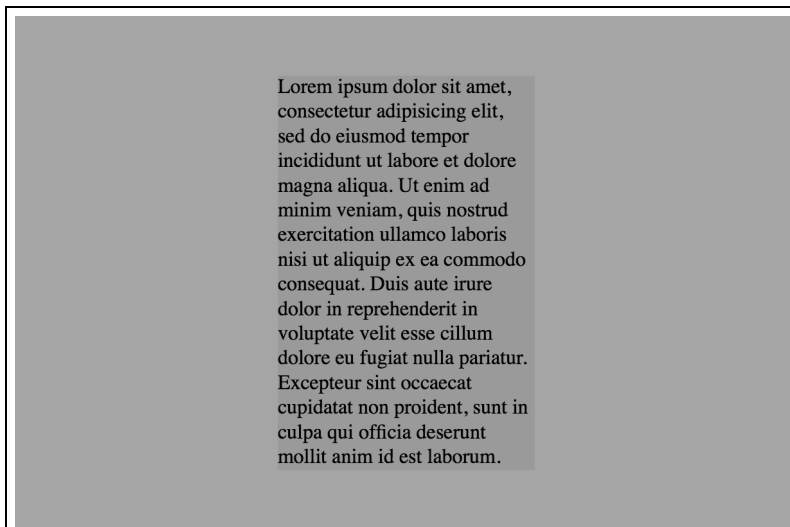 Lorem ipsum dolor sit amet,
consectetur adipisicing elit,
sed do eiusmod tempor
incididunt ut labore et dolore
magna aliqua. Ut enim ad
minim veniam, quis nostrud
exercitation ullamco laboris
nisi ut aliquip ex ea commodo
consequat. Duis aute irure
dolor in reprehenderit in
voluptate velit esse cillum
dolore eu fugiat nulla pariatur.
Excepteur sint occaecat
cupidatat non proident, sunt in
culpa qui officia deserunt
mollit anim id est laborum.